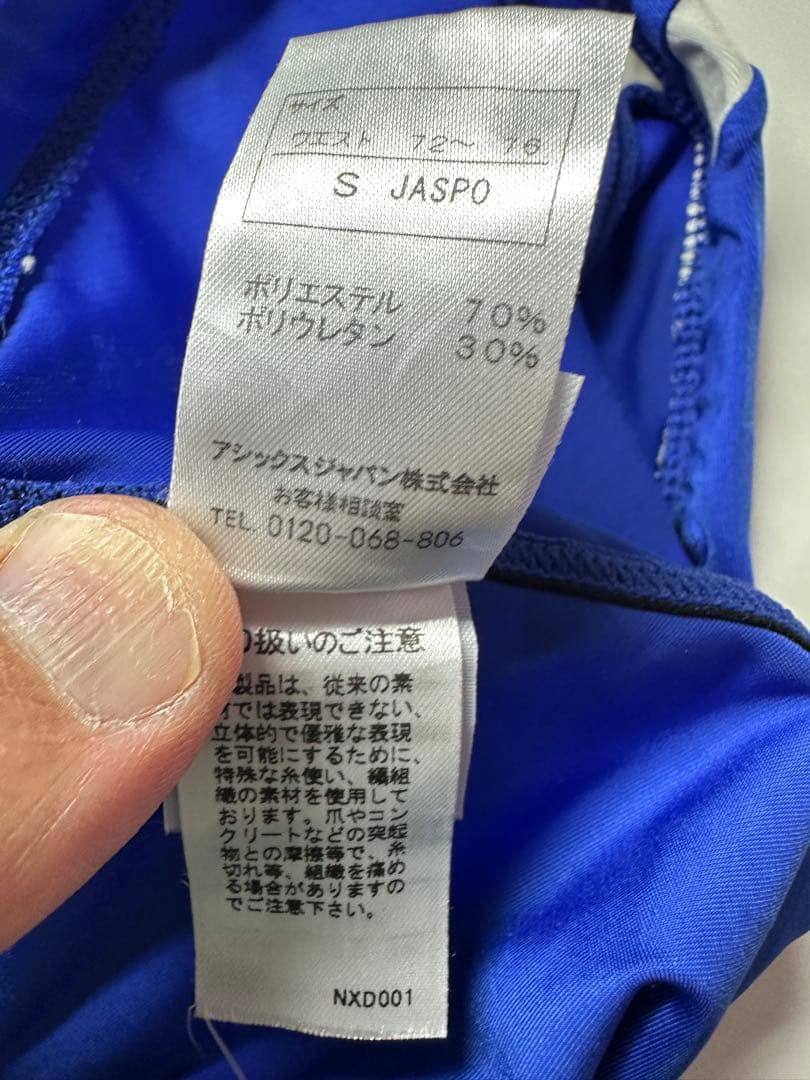 サイズ
ウエスト 72～ 76
S JASPO
ポリエステル 70%
ポリウレタン 30%
アシックスジャパン株式会社
お客様相談室
TEL. 0120-068-806
り扱いのご注意
製品は、従来の素
材では表現できない、
立体的で優雅な表現
を可能にするために、
特殊な糸使い、繊細組
織の素材を使用して
おります。爪やコン
クリートなどの突起
物との摩擦等で、糸
切れ等、組織を痛め
る場合がありますの
でご注意下さい。
NXD001